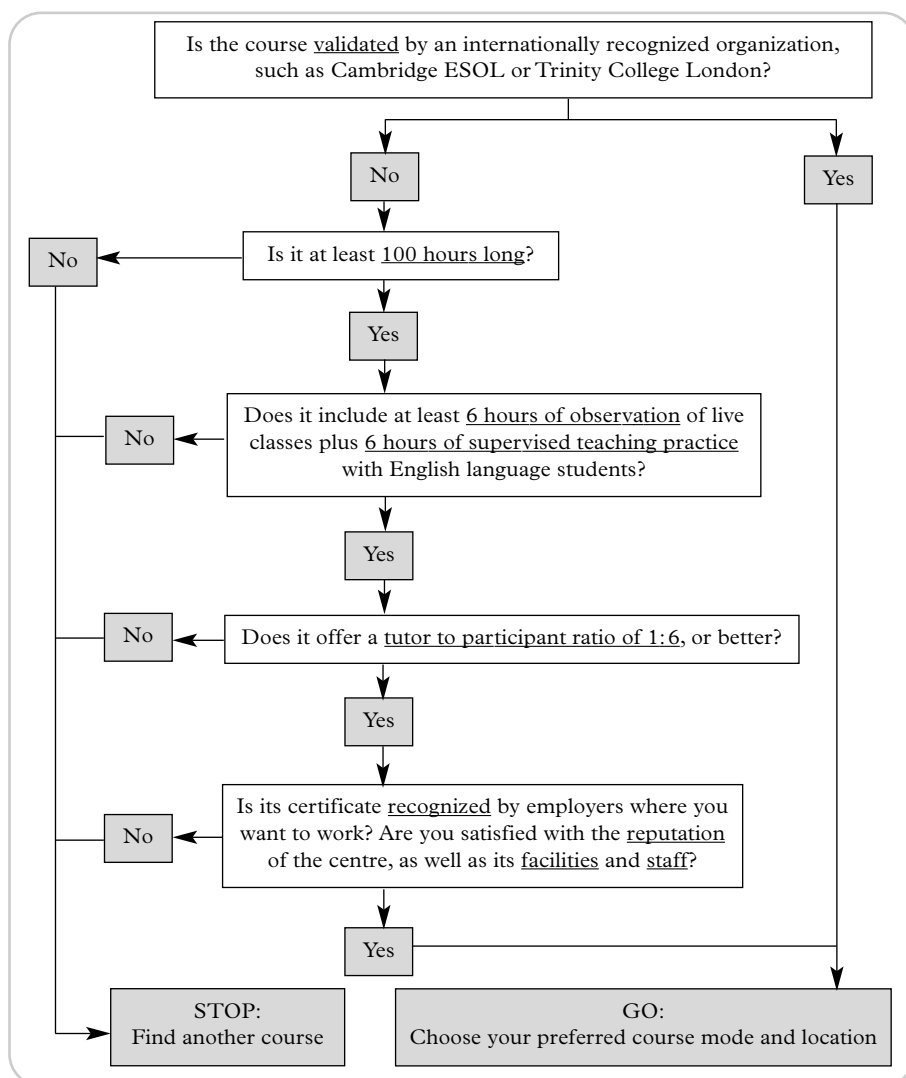 Is the course validated by an internationally recognized organization,
such as Cambridge ESOL or Trinity College London?
No
Yes
Is it at least 100 hours long?
No
Yes
Does it include at least 6 hours of observation of live
classes plus 6 hours of supervised teaching practice
with English language students?
No
Yes
Does it offer a tutor to participant ratio of 1:6, or better?
No
Yes
Is its certificate recognized by employers where you
want to work? Are you satisfied with the reputation
of the centre, as well as its facilities and staff?
No
Yes
STOP:
Find another course
GO:
Choose your preferred course mode and location